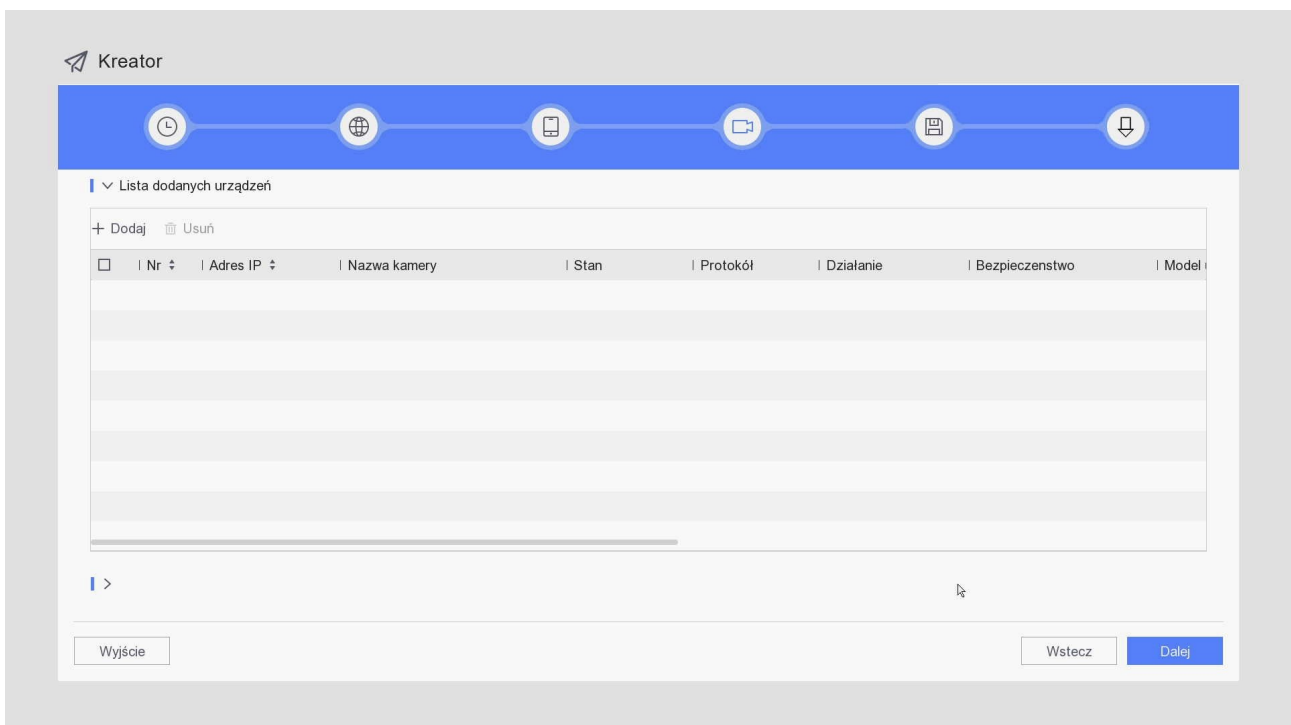 Kreator
Lista dodanych urządzeń
Dodaj Usuń
Nr Adres IP Nazwa kamery Stan Protokół Działanie Bezpieczenstwo Model
Wyjście Wstecz Dalej